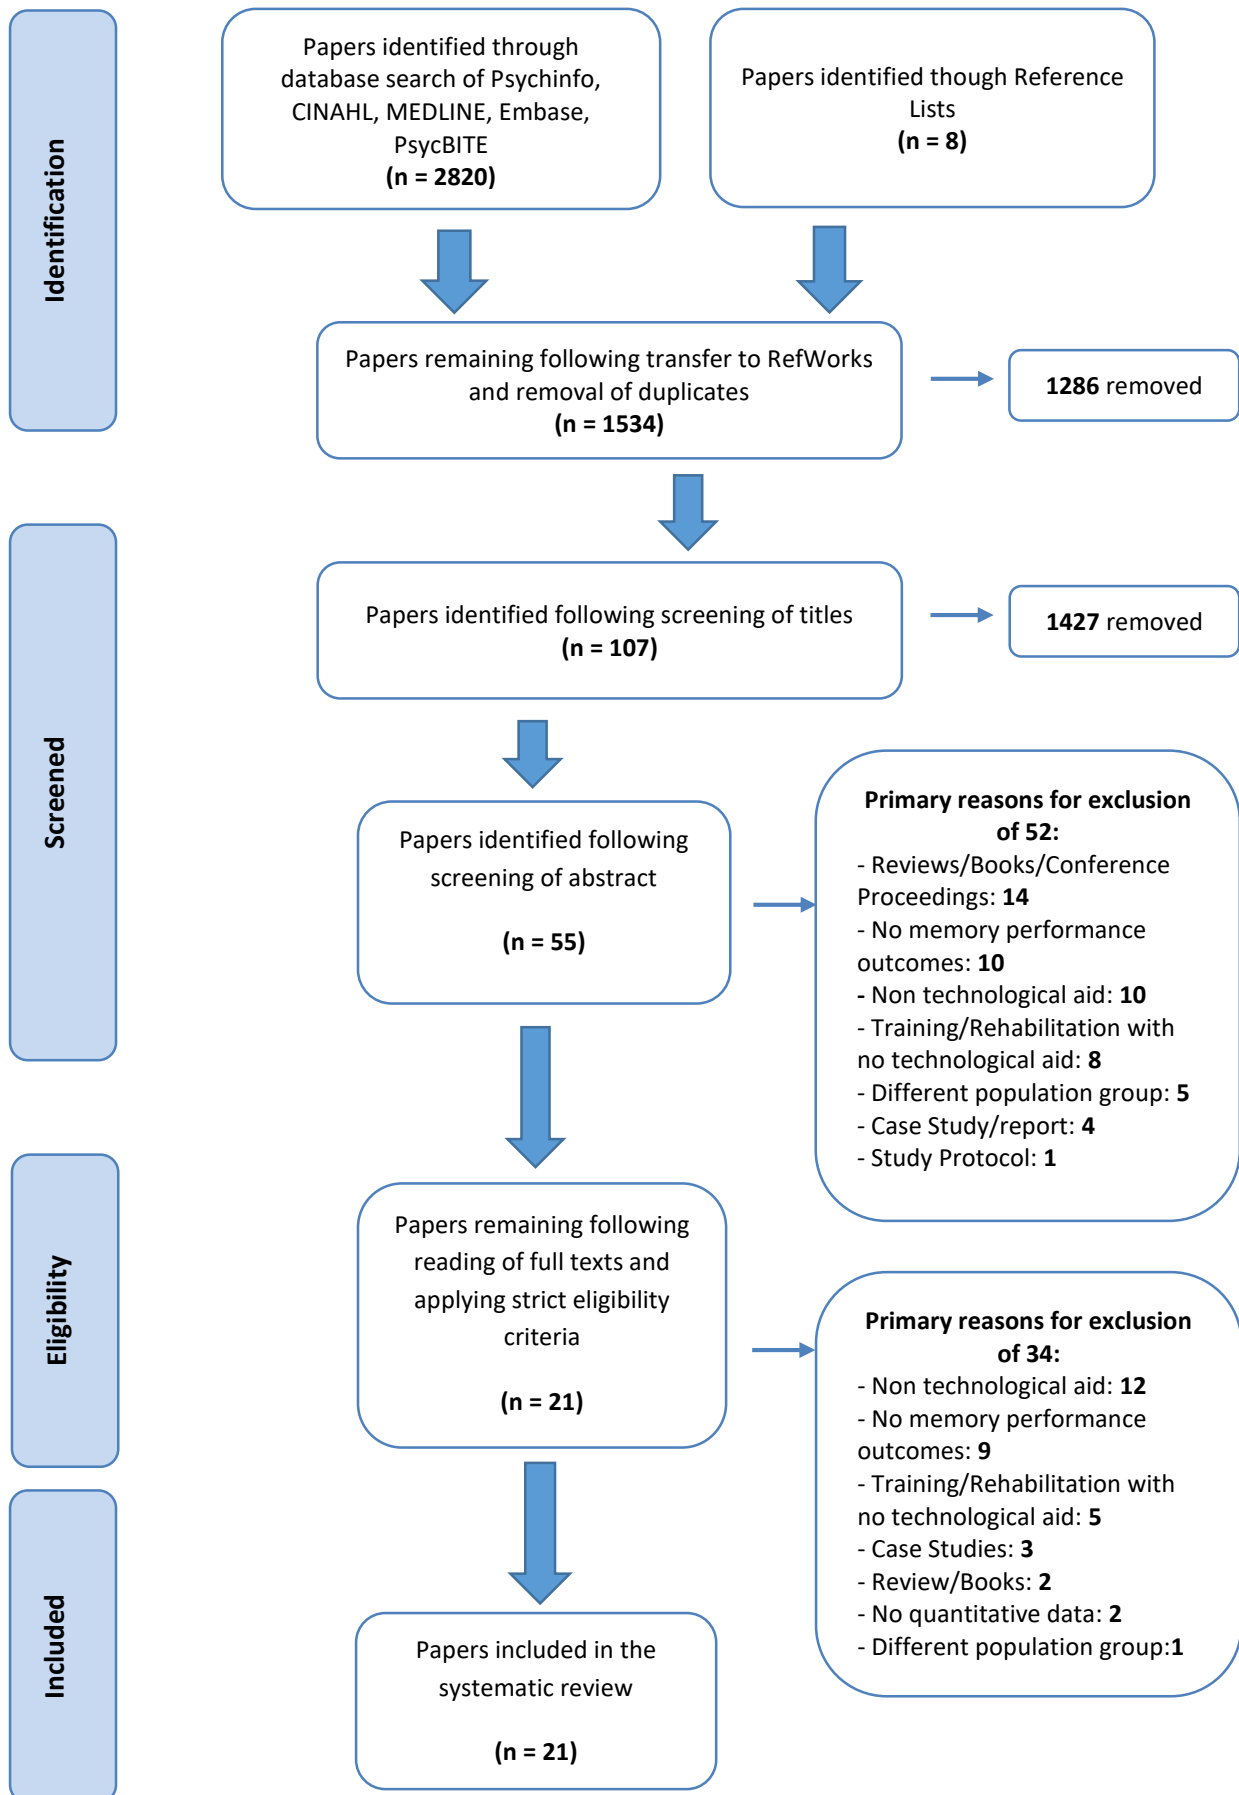 Identification
Papers identified through
database search of Psychinfo,
CINAHL, MEDLINE, Embase,
PsycBITE
(n = 2820)
Papers identified though Reference
Lists
(n = 8)
Papers remaining following transfer to RefWorks
and removal of duplicates
(n = 1534)
1286 removed
Screened
Papers identified following screening of titles
(n = 107)
1427 removed
Papers identified following
screening of abstract
(n = 55)
Primary reasons for exclusion
of 52:
- Reviews/Books/Conference
Proceedings: 14
- No memory performance
outcomes: 10
- Non technological aid: 10
- Training/Rehabilitation with
no technological aid: 8
- Different population group: 5
- Case Study/report: 4
- Study Protocol: 1
Eligibility
Papers remaining following
reading of full texts and
applying strict eligibility
criteria
(n = 21)
Primary reasons for exclusion
of 34:
- Non technological aid: 12
- No memory performance
outcomes: 9
- Training/Rehabilitation with
no technological aid: 5
- Case Studies: 3
- Review/Books: 2
- No quantitative data: 2
- Different population group:1
Included
Papers included in the
systematic review
(n = 21)